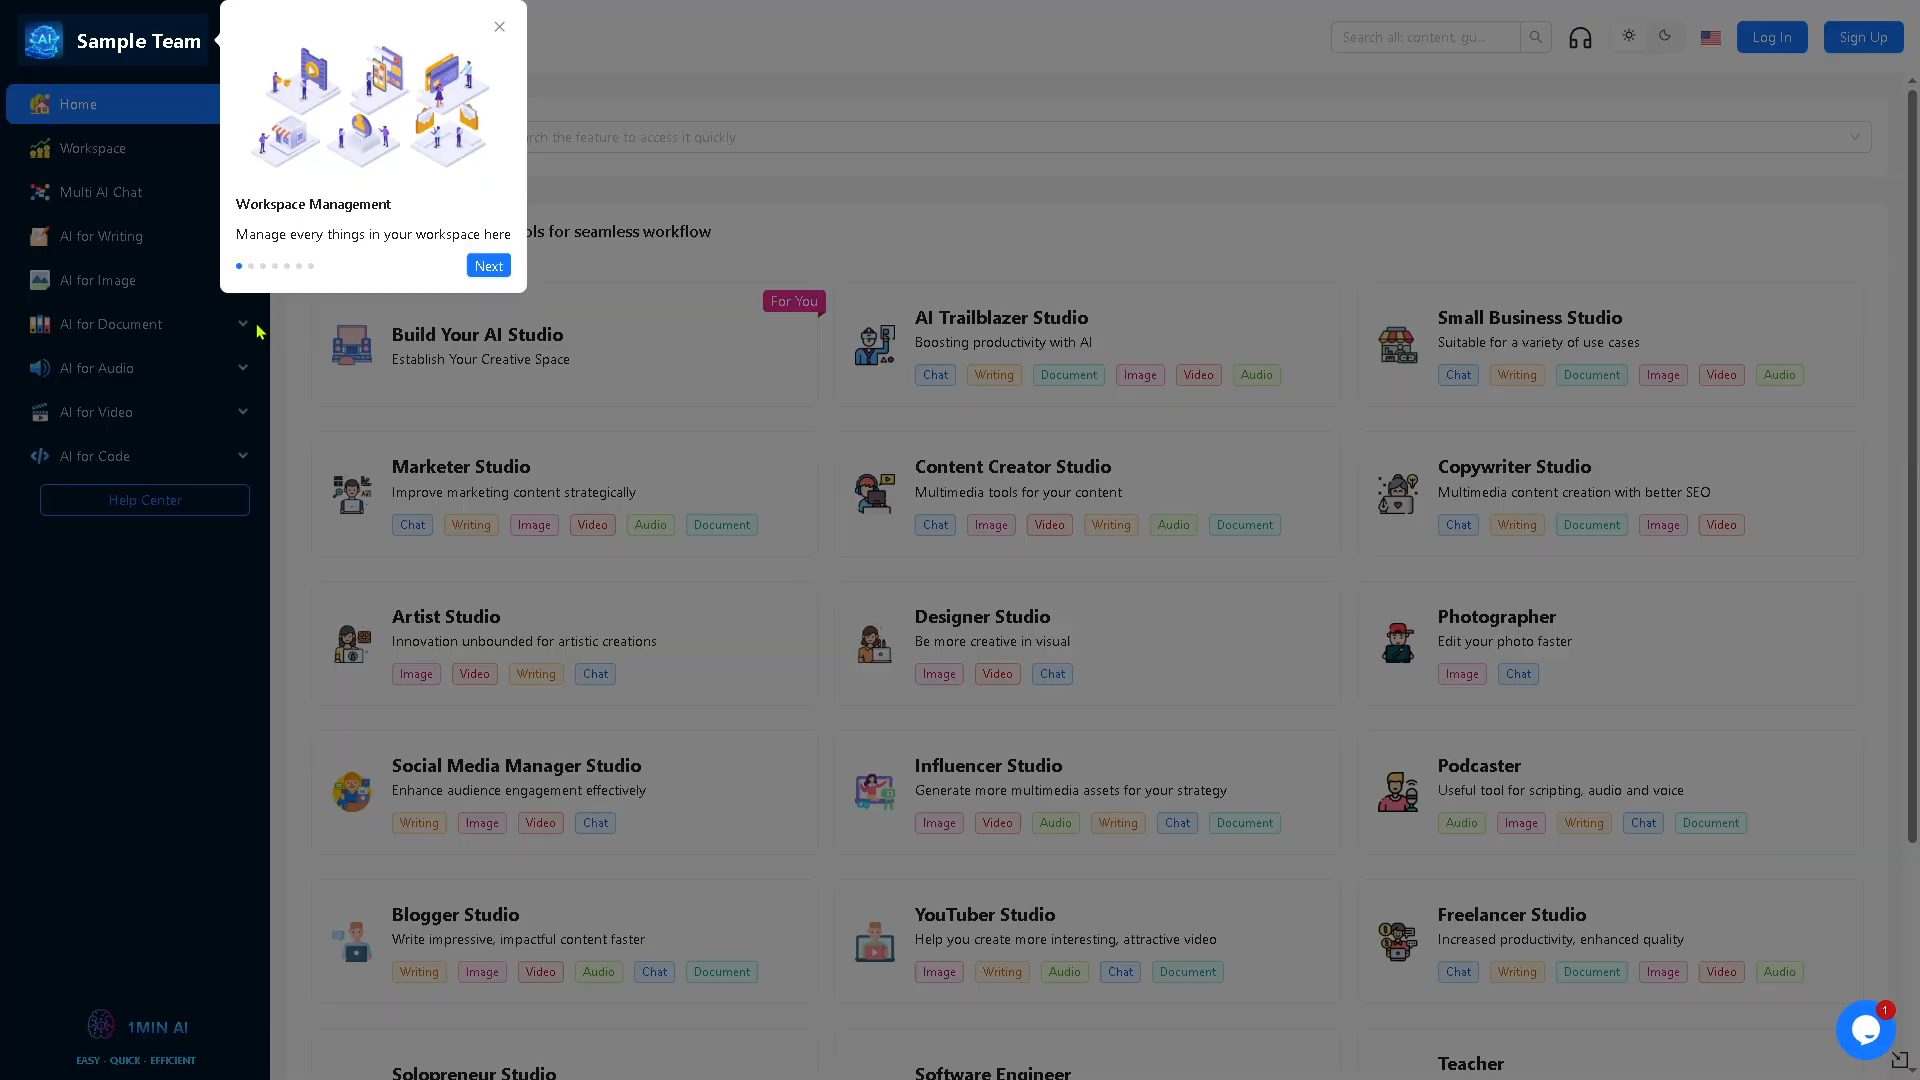 Sample Team
Search all: content, gu...
Log In
Sign Up
Home
Workspace
Multi AI Chat
AI for Writing
AI for Image
AI for Document
AI for Audio
AI for Video
AI for Code
Help Center
1MIN AI
EASY - QUICK - EFFICIENT
Workspace Management
Manage every things in your workspace here
Next
the feature to access it quickly
for seamless workflow
For You
Build Your AI Studio
Establish Your Creative Space
AI Trailblazer Studio
Boosting productivity with AI
Chat Writing Document Image Video Audio
Small Business Studio
Suitable for a variety of use cases
Chat Writing Document Image Video Audio
Marketer Studio
Improve marketing content strategically
Chat Writing Image Video Audio Document
Content Creator Studio
Multimedia tools for your content
Chat Image Video Writing Audio Document
Copywriter Studio
Multimedia content creation with better SEO
Chat Writing Document Image Video
Artist Studio
Innovation unbounded for artistic creations
Image Video Writing Chat
Designer Studio
Be more creative in visual
Image Video Chat
Photographer
Edit your photo faster
Image Chat
Social Media Manager Studio
Enhance audience engagement effectively
Writing Image Video Chat
Influencer Studio
Generate more multimedia assets for your strategy
Image Video Audio Writing Chat Document
Podcaster
Useful tool for scripting, audio and voice
Audio Image Writing Chat Document
Blogger Studio
Write impressive, impactful content faster
Writing Image Video Audio Chat Document
YouTuber Studio
Help you create more interesting, attractive video
Image Writing Audio Chat Document
Freelancer Studio
Increased productivity, enhanced quality
Chat Writing Document Image Video Audio
Solopreneur Studio
Software Engineer
Teacher
1